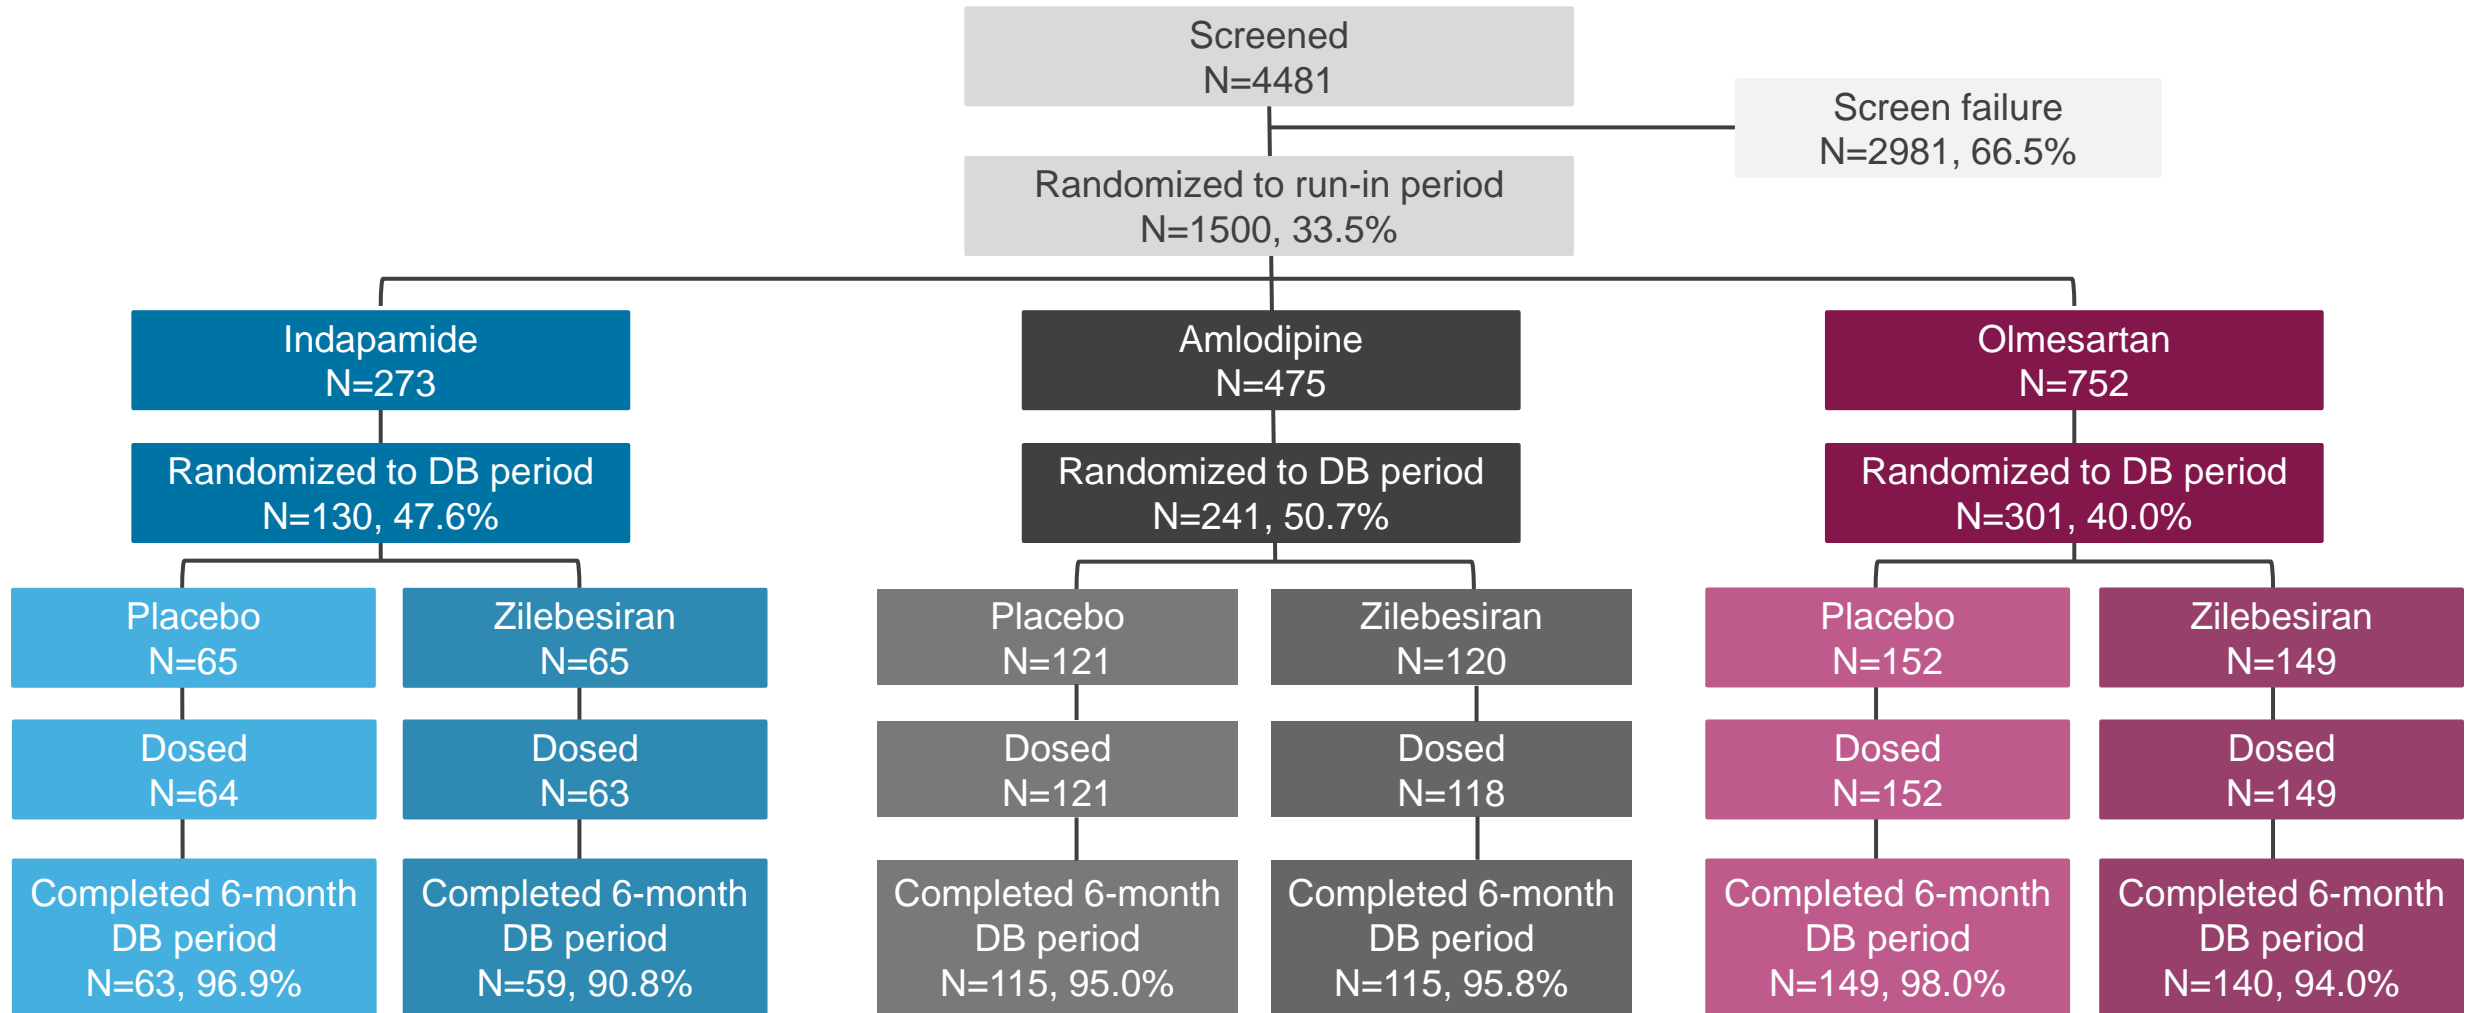 Screened
N=4481
Screen failure
N=2981, 66.5%
Randomized to run-in period
N=1500, 33.5%
Indapamide
N=273
Amlodipine
N=475
Olmesartan
N=752
Randomized to DB period
N=130, 47.6%
Randomized to DB period
N=241, 50.7%
Randomized to DB period
N=301, 40.0%
Placebo
N=65
Zilebesiran
N=65
Placebo
N=121
Zilebesiran
N=120
Placebo
N=152
Zilebesiran
N=149
Dosed
N=64
Dosed
N=63
Dosed
N=121
Dosed
N=118
Dosed
N=152
Dosed
N=149
Completed 6-month
DB period
N=63, 96.9%
Completed 6-month
DB period
N=59, 90.8%
Completed 6-month
DB period
N=115, 95.0%
Completed 6-month
DB period
N=115, 95.8%
Completed 6-month
DB period
N=149, 98.0%
Completed 6-month
DB period
N=140, 94.0%